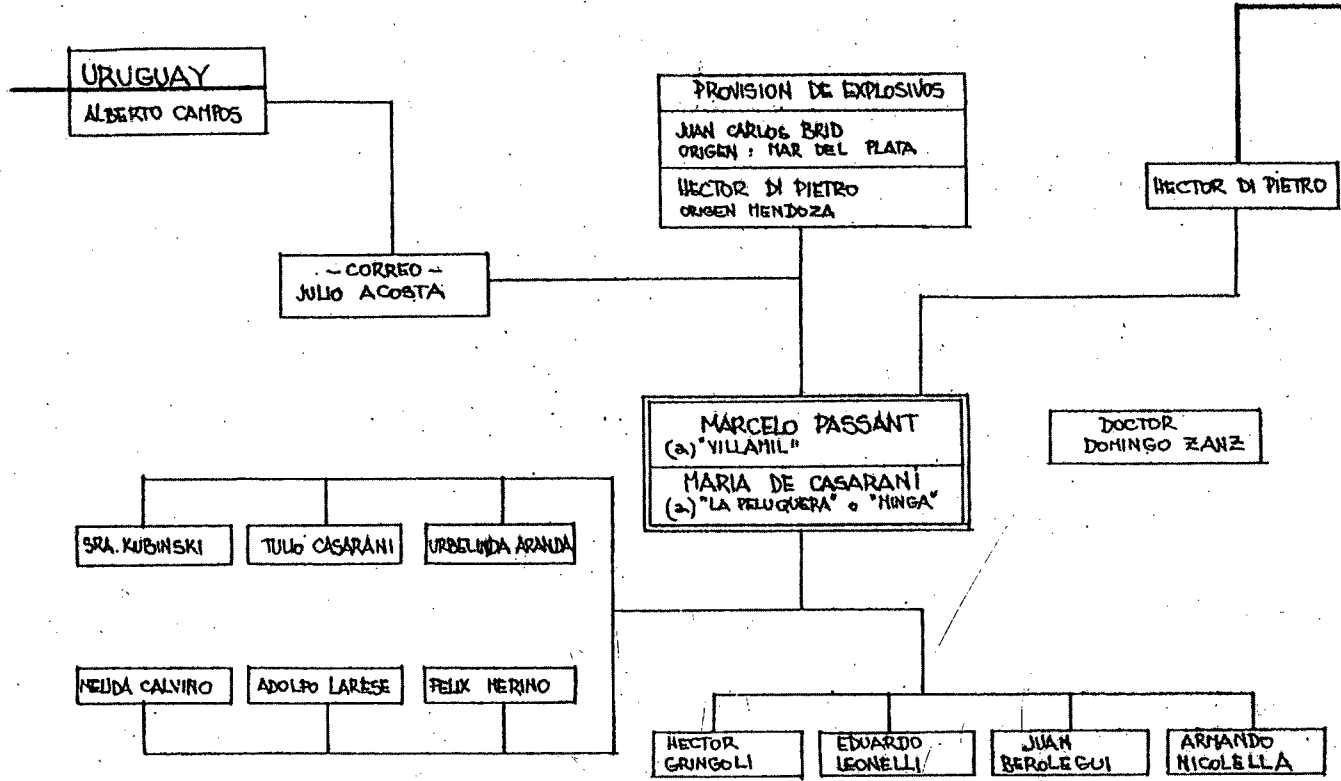 URUGUAY
ALBERTO CAMPOS
PROVISION DE EXPLOSIVOS
JUAN CARLOS BRID
ORIGEN : MAR DEL PLATA
HECTOR DI PIETRO
ORIGEN MENDOZA
HECTOR DI PIETRO
- CORREO -
JULIO ACOSTA
MARCELO PASSANT
(a) "VILLAMIL"
MARIA DE CASARANI
(a) "LA PELUQUERA" o "MINGA"
DOCTOR
DOMINGO ZANZ
SRA. KUBINSKI
TULIO CASARANI
URBELINDA ARANDA
NELIDA CALVINO
ADOLFO LARESE
FELIX MERINO
HECTOR
GRINGOLI
EDUARDO
LEONELLI
JUAN
BEROLEGUI
ARMANDO
NICOLELLA